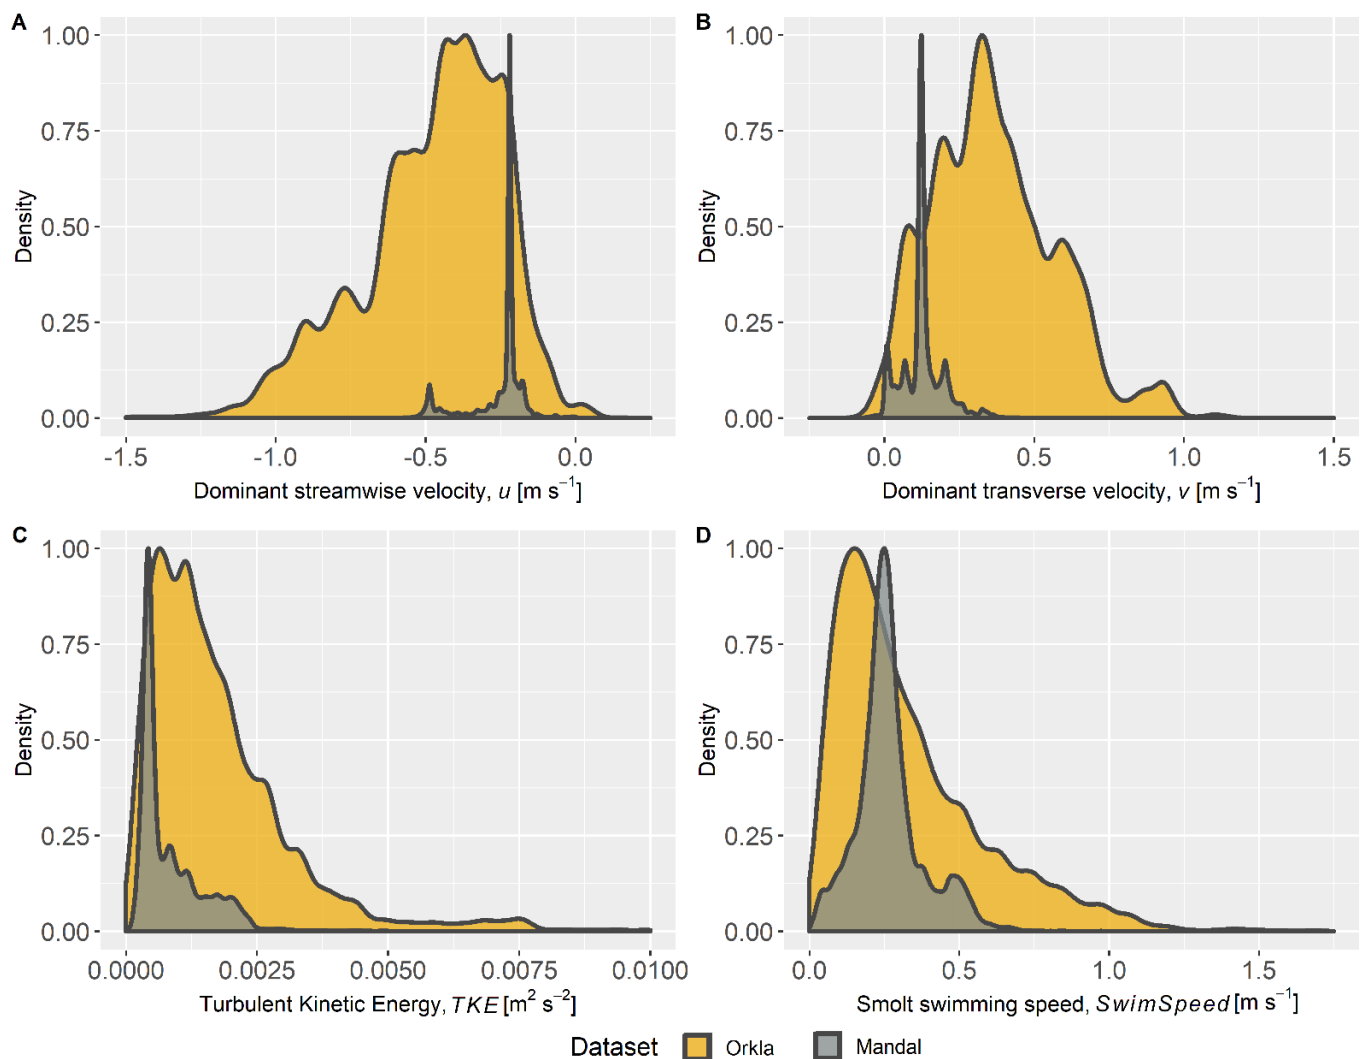 A
1.00
0.75
0.50
0.25
0.00
Density
-1.5 -1.0 -0.5 0.0
Dominant streamwise velocity, u [m s⁻¹]
B
1.00
0.75
0.50
0.25
0.00
Density
0.0 0.5 1.0 1.5
Dominant transverse velocity, v [m s⁻¹]
C
1.00
0.75
0.50
0.25
0.00
Density
0.0000 0.0025 0.0050 0.0075 0.0100
Turbulent Kinetic Energy, TKE [m² s⁻²]
D
1.00
0.75
0.50
0.25
0.00
Density
0.0 0.5 1.0 1.5
Smolt swimming speed, SwimSpeed [m s⁻¹]
Dataset Orkla Mandal